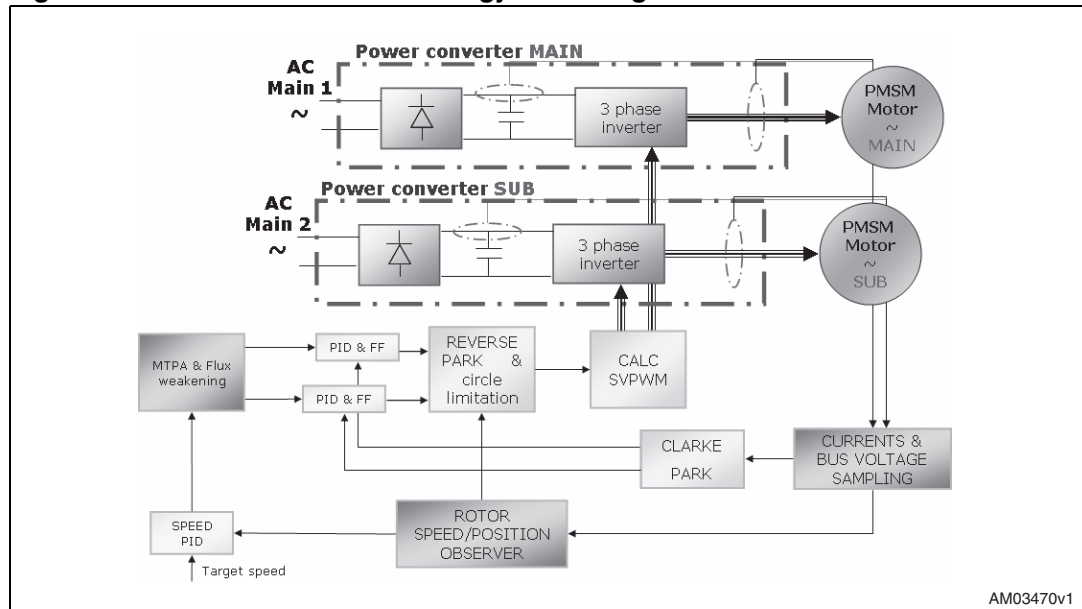 Power converter MAIN
AC
Main 1
~
3 phase
inverter
PMSM
Motor
~
MAIN
Power converter SUB
AC
Main 2
~
3 phase
inverter
PMSM
Motor
~
SUB
MTPA & Flux
weakening
PID & FF
PID & FF
REVERSE
PARK &
circle
limitation
CALC
SVPWM
CLARKE
PARK
CURRENTS &
BUS VOLTAGE
SAMPLING
SPEED
PID
Target speed
ROTOR
SPEED/POSITION
OBSERVER
AM03470v1